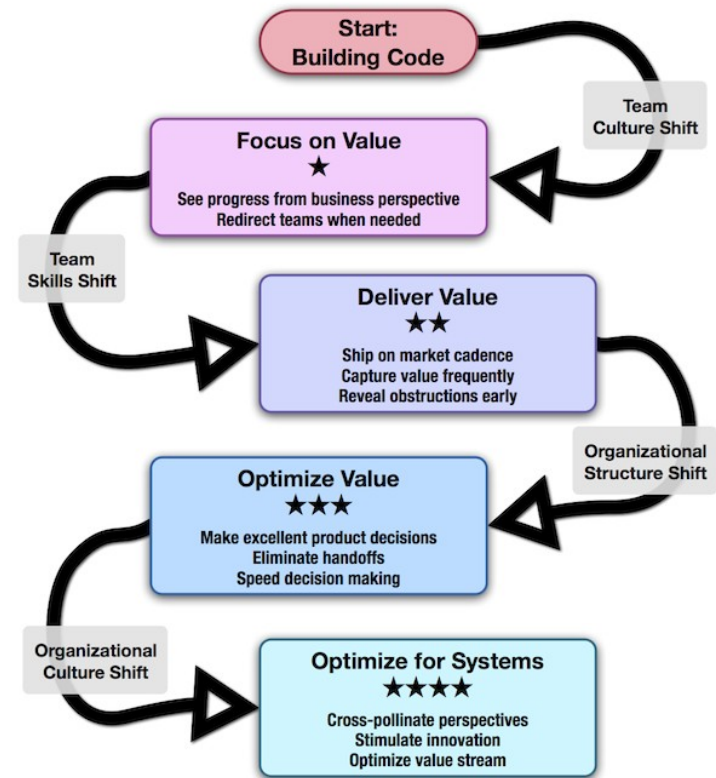 Start:
Building Code
Team
Culture Shift
Focus on Value
★
See progress from business perspective
Redirect teams when needed
Team
Skills Shift
Deliver Value
★★
Ship on market cadence
Capture value frequently
Reveal obstructions early
Organizational
Structure Shift
Optimize Value
★★★
Make excellent product decisions
Eliminate handoffs
Speed decision making
Organizational
Culture Shift
Optimize for Systems
★★★★
Cross-pollinate perspectives
Stimulate innovation
Optimize value stream